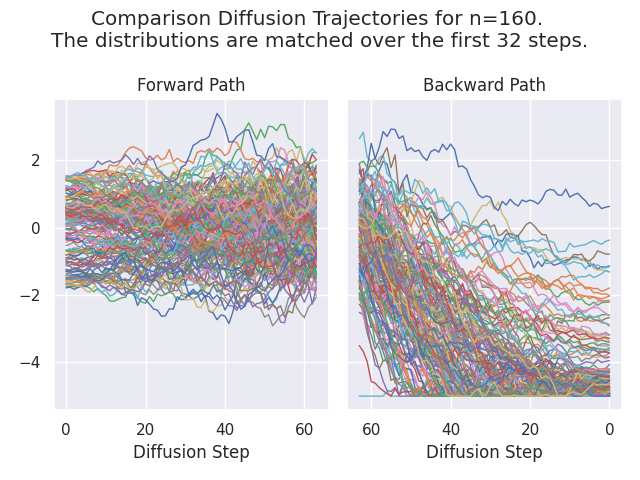 Comparison Diffusion Trajectories for n=160.
The distributions are matched over the first 32 steps.
Forward Path
Backward Path
2
0
−2
−4
0 20 40 60
60 40 20 0
Diffusion Step
Diffusion Step